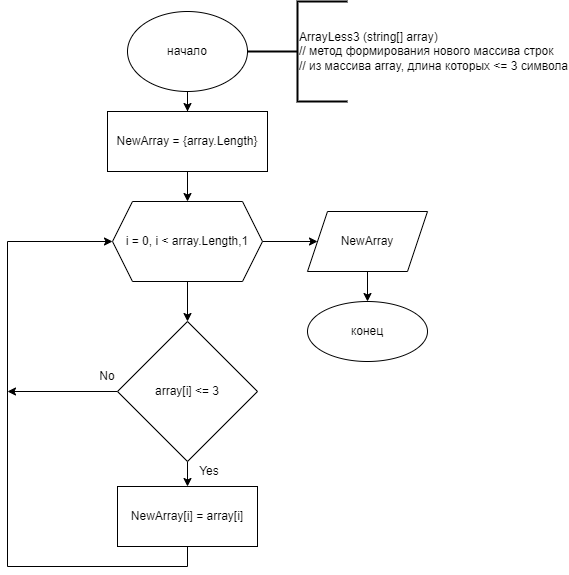 начало
ArrayLess3 (string[] array)
// метод формирования нового массива строк
// из массива array, длина которых <= 3 символа
NewArray = {array.Length}
i = 0, i < array.Length,1
NewArray
конец
No
array[i] <= 3
Yes
NewArray[i] = array[i]